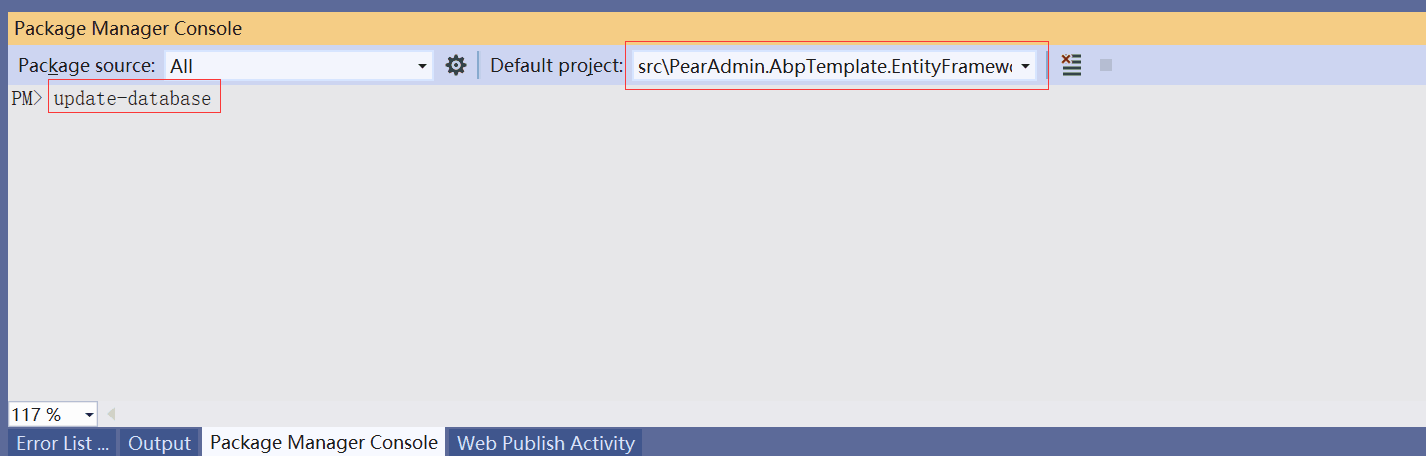 Package Manager Console
Package source: All Default project: src\PearAdmin.AbpTemplate.EntityFramewo
PM> update-database
117 %
Error List ... Output Package Manager Console Web Publish Activity